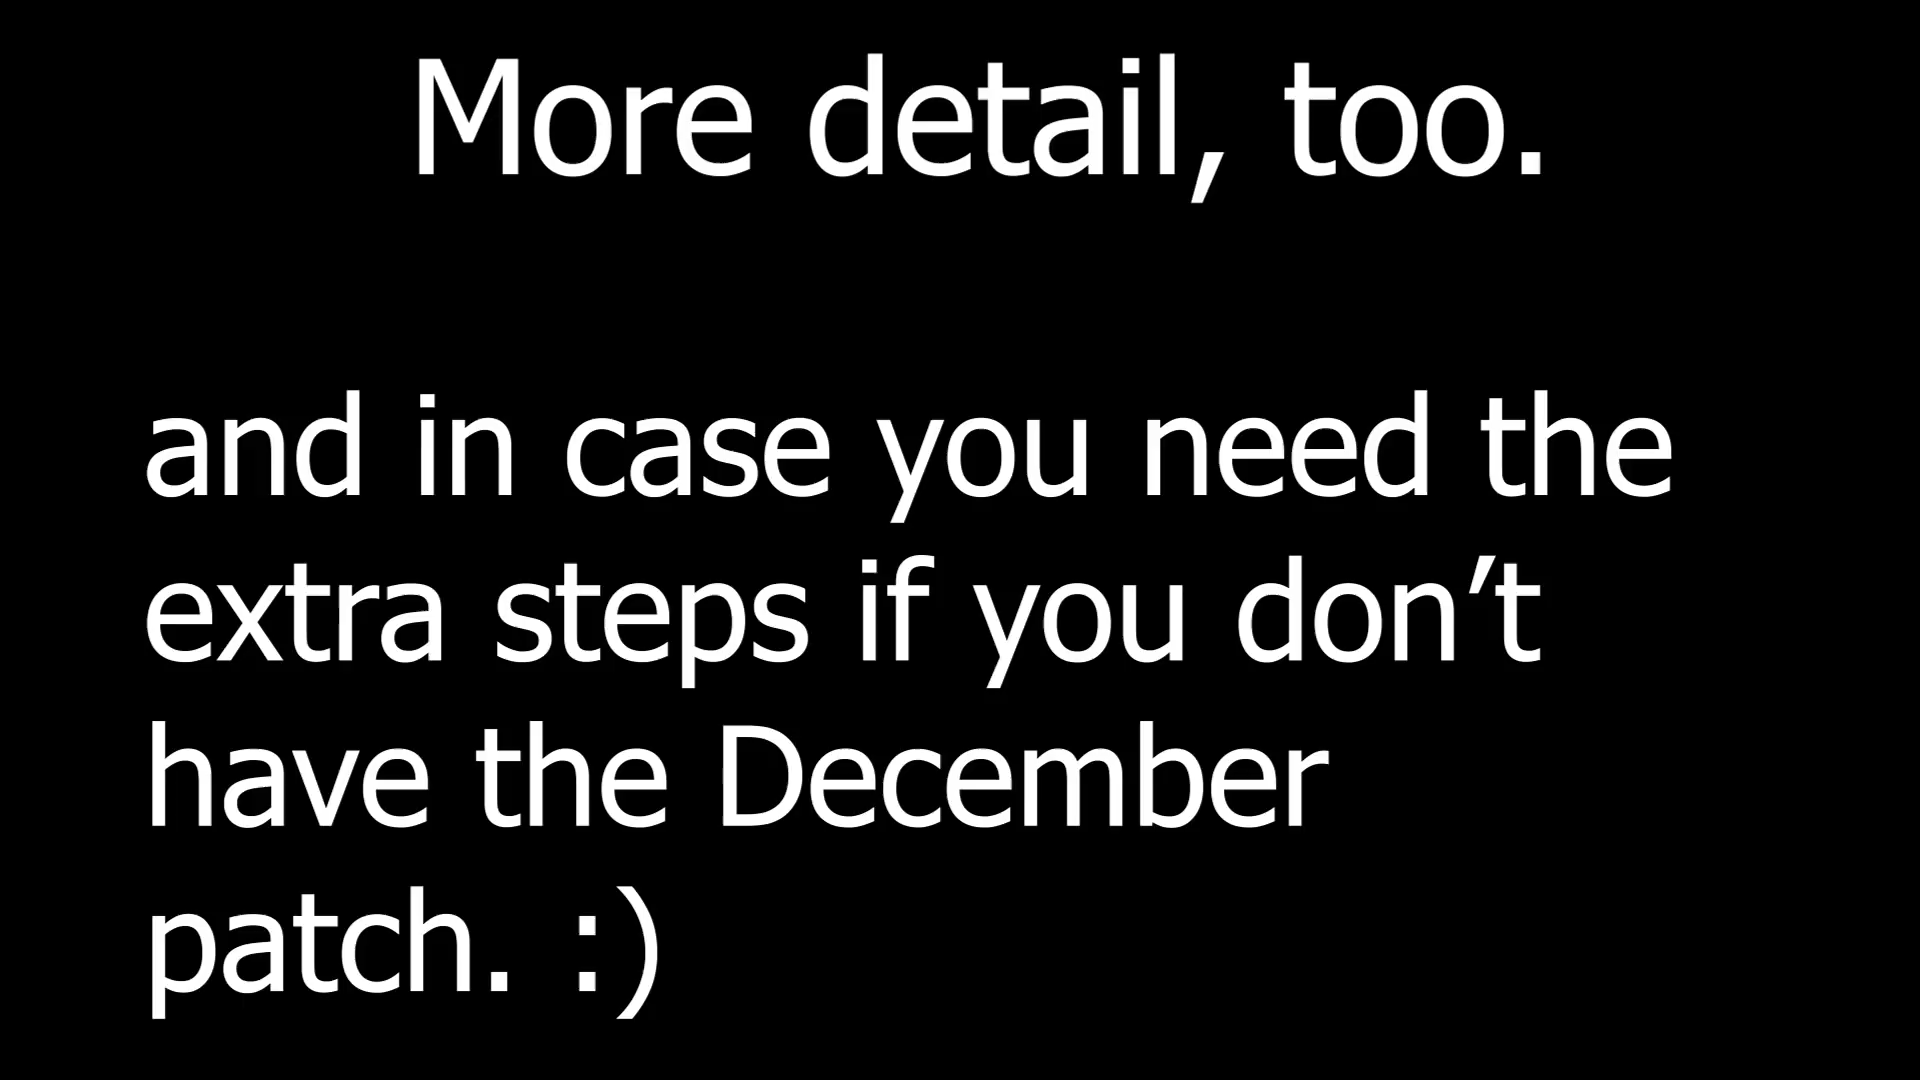 More detail, too.
and in case you need the
extra steps if you don’t
have the December
patch. :)